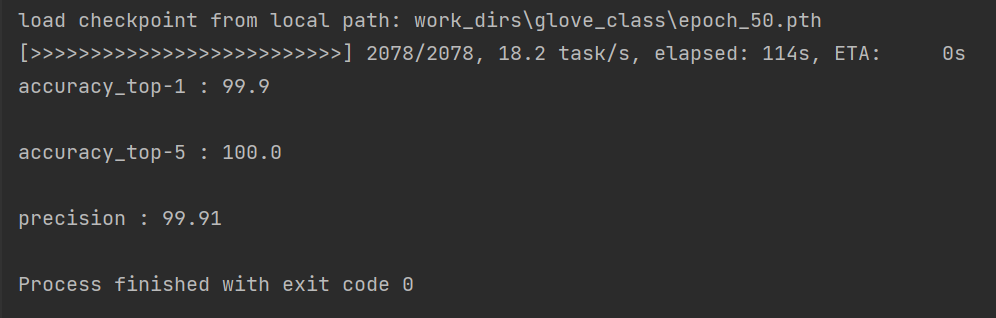 load checkpoint from local path: work_dirs\glove_class\epoch_50.pth
[>>>>>>>>>>>>>>>>>>>>>>>>>>] 2078/2078, 18.2 task/s, elapsed: 114s, ETA:     0s
accuracy_top-1 : 99.9
accuracy_top-5 : 100.0
precision : 99.91
Process finished with exit code 0